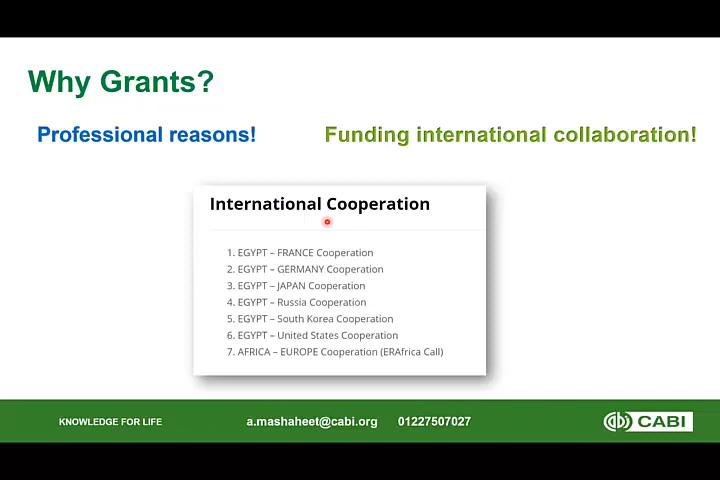 Why Grants?
Professional reasons!
Funding international collaboration!
International Cooperation
1. EGYPT – FRANCE Cooperation
2. EGYPT – GERMANY Cooperation
3. EGYPT – JAPAN Cooperation
4. EGYPT – Russia Cooperation
5. EGYPT – South Korea Cooperation
6. EGYPT – United States Cooperation
7. AFRICA – EUROPE Cooperation (ERAfrica Call)
KNOWLEDGE FOR LIFE
a.mashaheet@cabi.org
01227507027
CABI